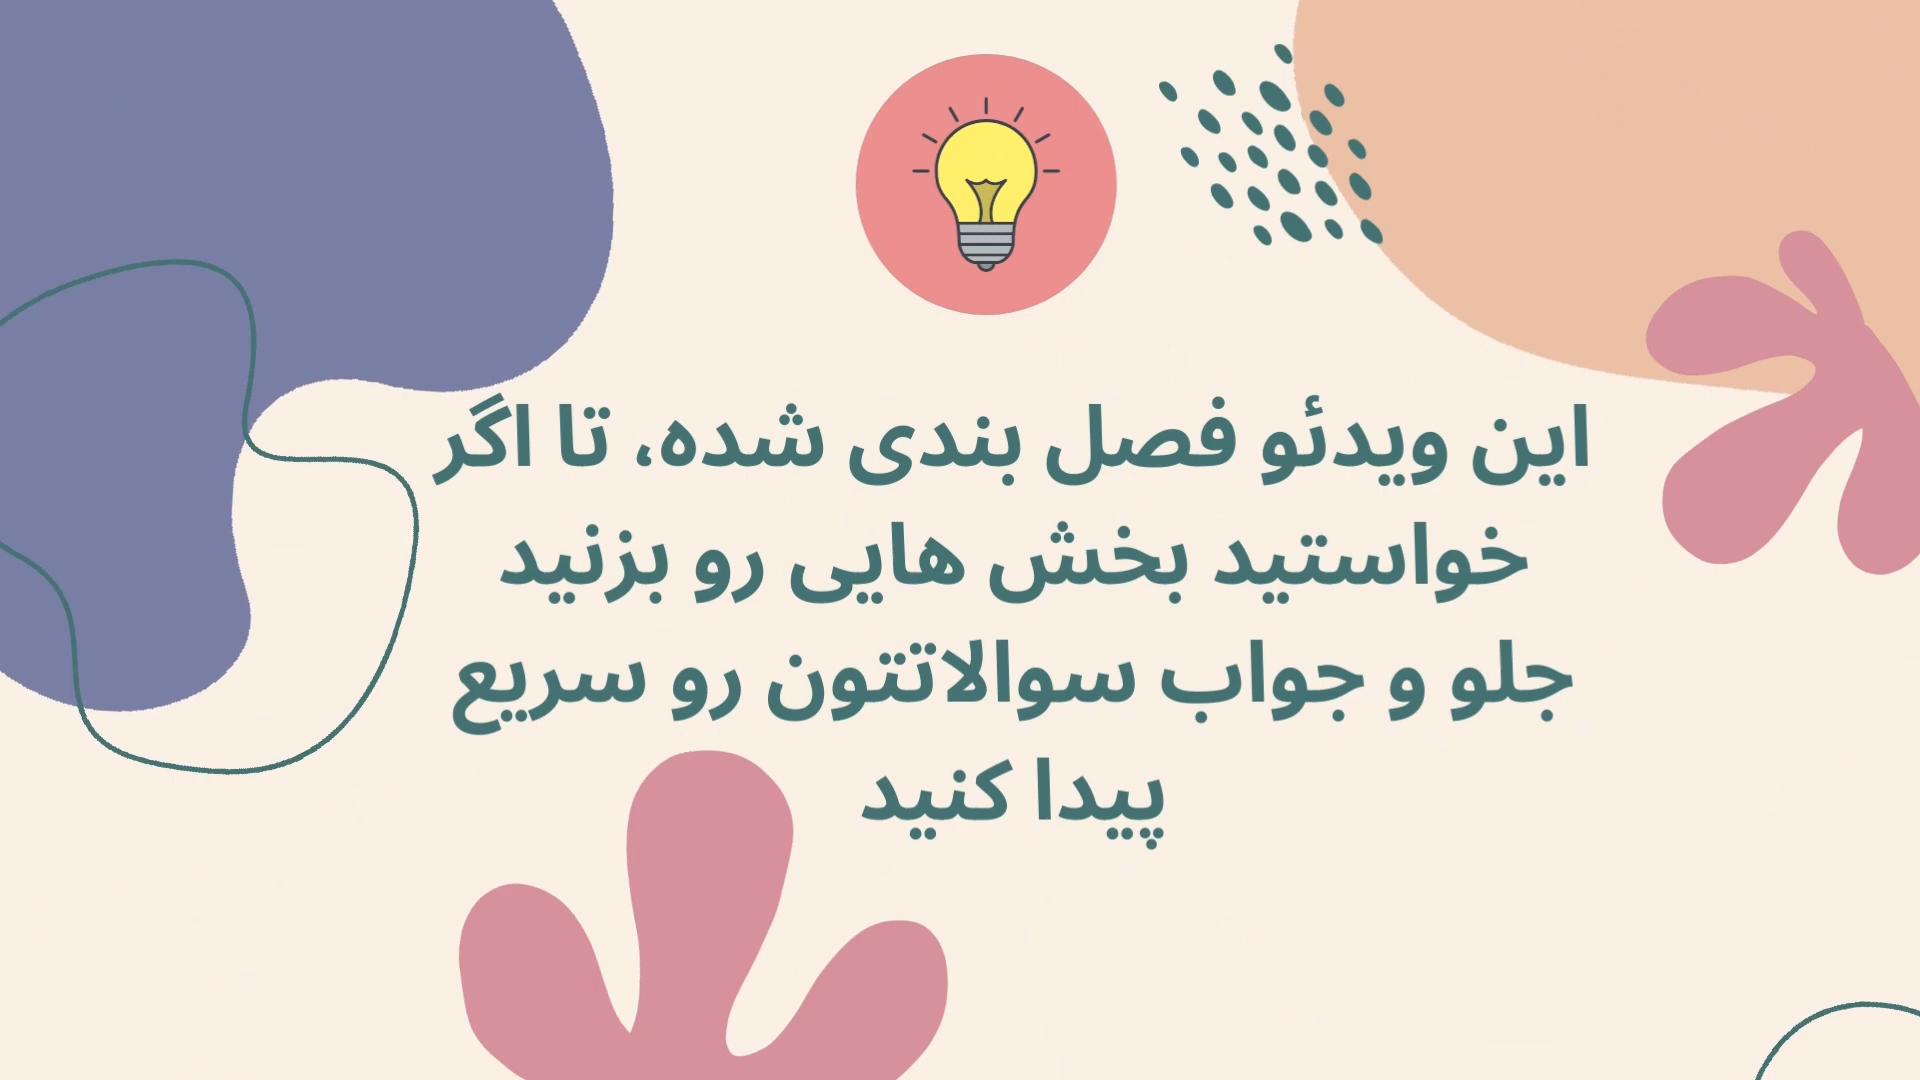 این ویدئو فصل بندی شده، تا اگر
خواستید بخش هایی رو بزنید
جلو و جواب سوالاتتون رو سریع
پیدا کنید